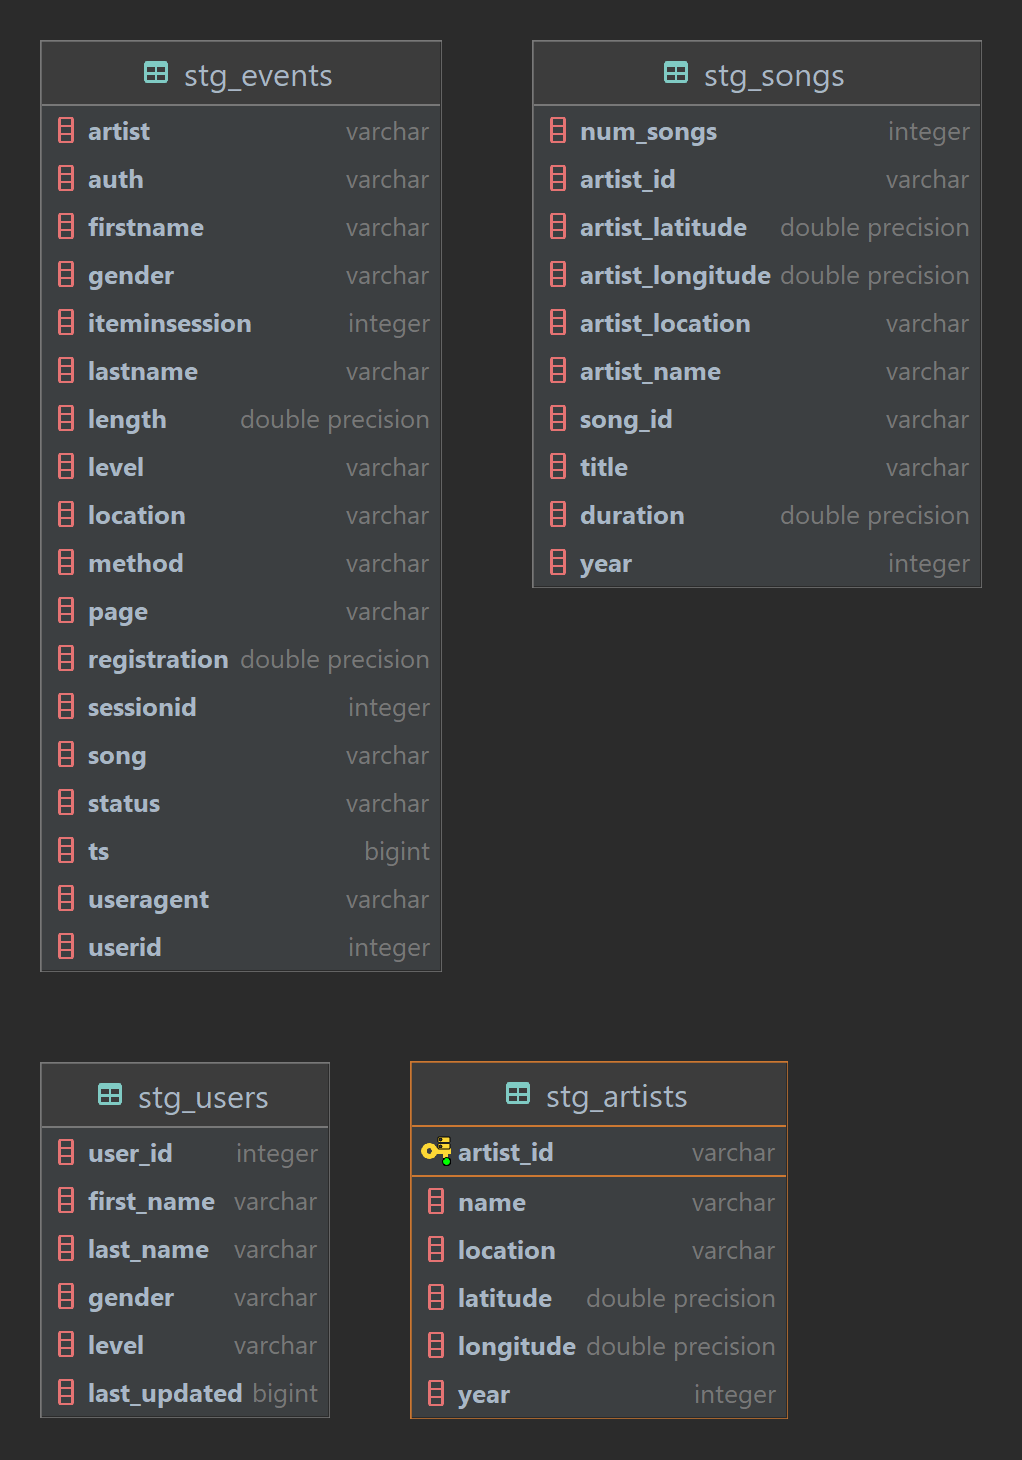 stg_events
artist varchar
auth varchar
firstname varchar
gender varchar
iteminsession integer
lastname varchar
length double precision
level varchar
location varchar
method varchar
page varchar
registration double precision
sessionid integer
song varchar
status varchar
ts bigint
useragent varchar
userid integer
stg_songs
num_songs integer
artist_id varchar
artist_latitude double precision
artist_longitude double precision
artist_location varchar
artist_name varchar
song_id varchar
title varchar
duration double precision
year integer
stg_users
user_id integer
first_name varchar
last_name varchar
gender varchar
level varchar
last_updated bigint
stg_artists
artist_id varchar
name varchar
location varchar
latitude double precision
longitude double precision
year integer